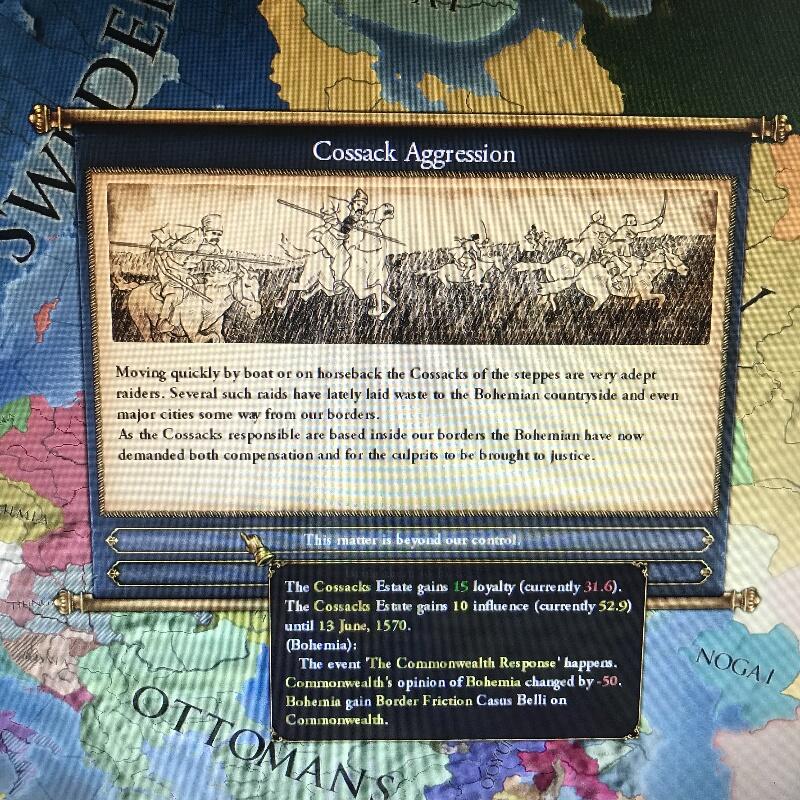 SWEDEN
Cossack Aggression
Moving quickly by boat or on horseback the Cossacks of the steppes are very adept
raiders. Several such raids have lately laid waste to the Bohemian countryside and even
major cities some way from our borders.
As the Cossacks responsible are based inside our borders the Bohemian have now
demanded both compensation and for the culprits to be brought to justice.
This matter is beyond our control.
The Cossacks Estate gains 15 loyalty (currently 31.6).
The Cossacks Estate gains 10 influence (currently 52.9)
until 13 June, 1570.
(Bohemia):
The event 'The Commonwealth Response' happens.
Commonwealth's opinion of Bohemia changed by -50.
Bohemia gain Border Friction Casus Belli on
Commonwealth.
NOGAI
OTTOMANS